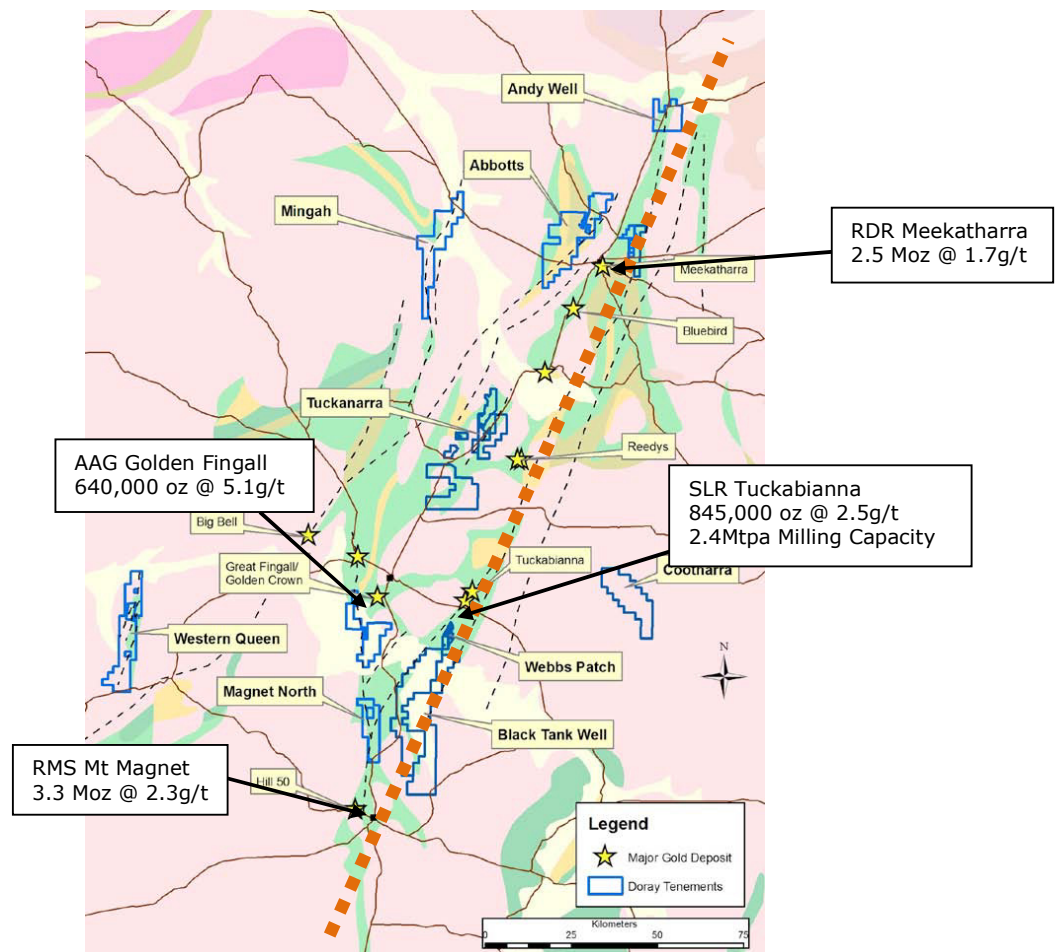 Andy Well
Abbotts
Mingah
RDR Meekatharra
2.5 Moz @ 1.7g/t
Meekatharra
Bluebird
Tuckanarra
AAG Golden Fingall
640,000 oz @ 5.1g/t
Reedys
SLR Tuckabianna
845,000 oz @ 2.5g/t
2.4Mtpa Milling Capacity
Big Bell
Great Fingall/
Golden Crown
Tuckabianna
Cootharra
Western Queen
Webbs Patch
N
Magnet North
Black Tank Well
RMS Mt Magnet
3.3 Moz @ 2.3g/t
Hill 50
Legend
Major Gold Deposit
Doray Tenements
Kilometers
0 25 50 75